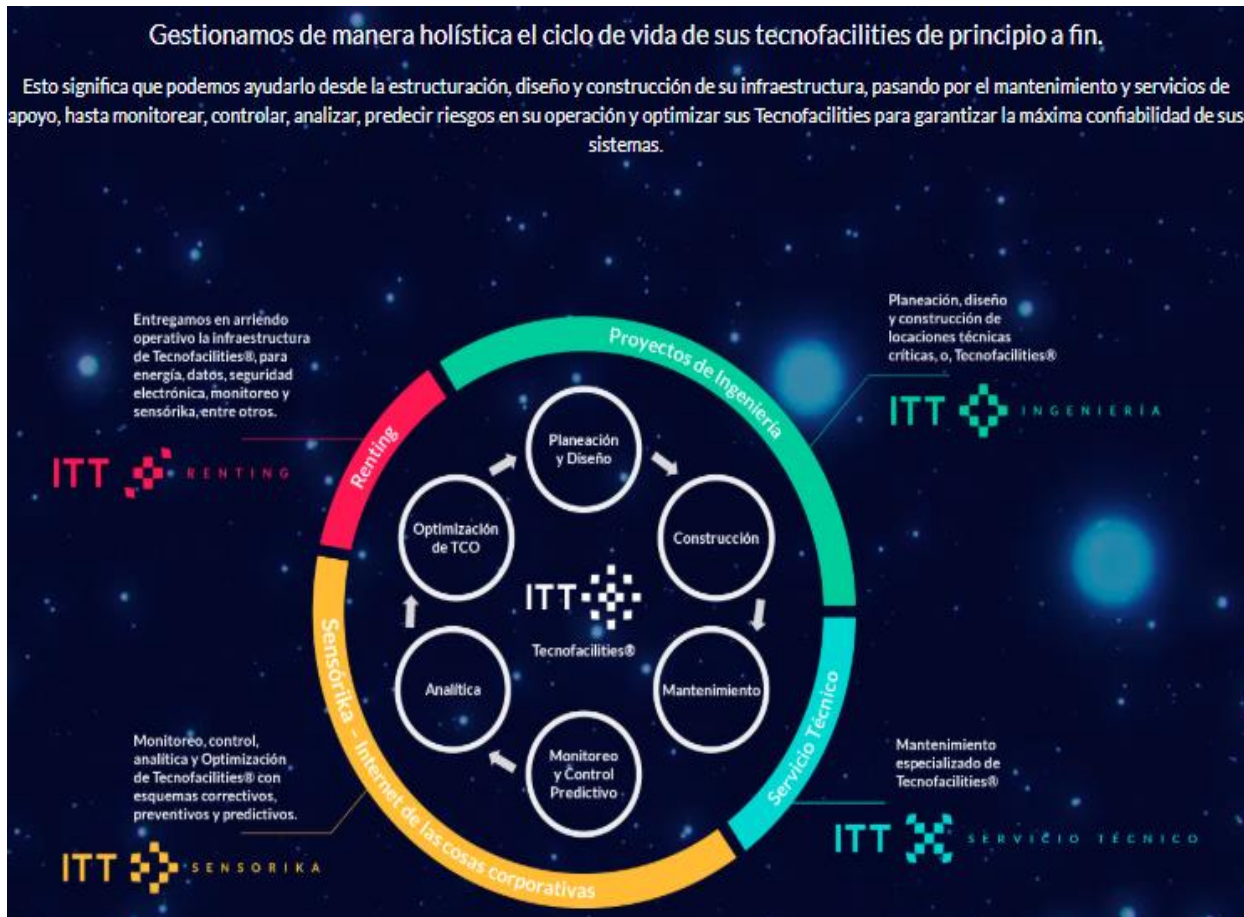 Gestionamos de manera holística el ciclo de vida de sus tecnofacilities de principio a fin.
Esto significa que podemos ayudarlo desde la estructuración, diseño y construcción de su infraestructura, pasando por el mantenimiento y servicios de
apoyo, hasta monitorear, controlar, analizar, predecir riesgos en su operación y optimizar sus Tecnofacilities para garantizar la máxima confiabilidad de sus
sistemas.
Entregamos en arriendo
operativo la infraestructura
de Tecnofacilities®, para
energía, datos, seguridad
electrónica, monitoreo y
sensórika, entre otros.
ITT RENTING
Planeación, diseño
y construcción de
locaciones técnicas
críticas, o, Tecnofacilities®
ITT INGENIERÍA
Renting
Proyectos de Ingeniería
Servicio Técnico
Sensórika - Internet de las cosas corporativas
Planeación
y Diseño
Construcción
Mantenimiento
Monitoreo
y Control
Predictivo
Analítica
Optimización
de TCO
ITT
Tecnofacilities®
Monitoreo, control,
analítica y Optimización
de Tecnofacilities® con
esquemas correctivos,
preventivos y predictivos.
ITT SENSORIKA
Mantenimiento
especializado de
Tecnofacilities®
ITT SERVICIO TÉCNICO